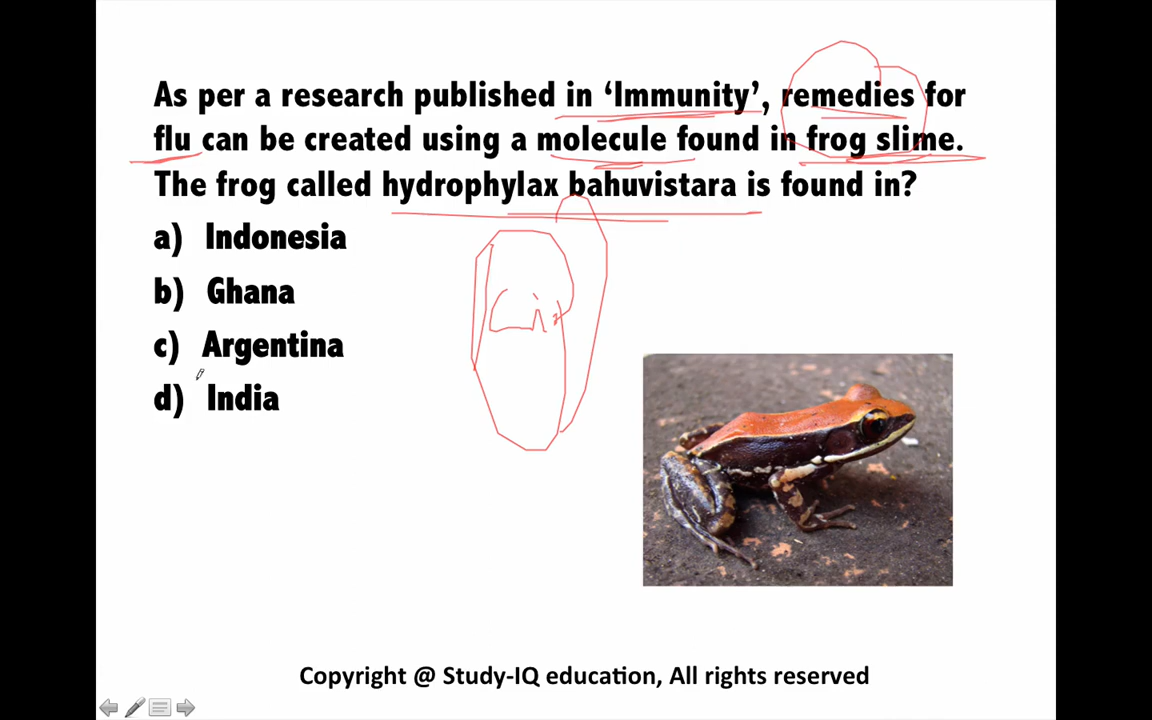 As per a research published in ‘Immunity’, remedies for
flu can be created using a molecule found in frog slime.
The frog called hydrophylax bahuvistara is found in?
a) Indonesia
b) Ghana
c) Argentina
d) India
Copyright @ Study-IQ education, All rights reserved